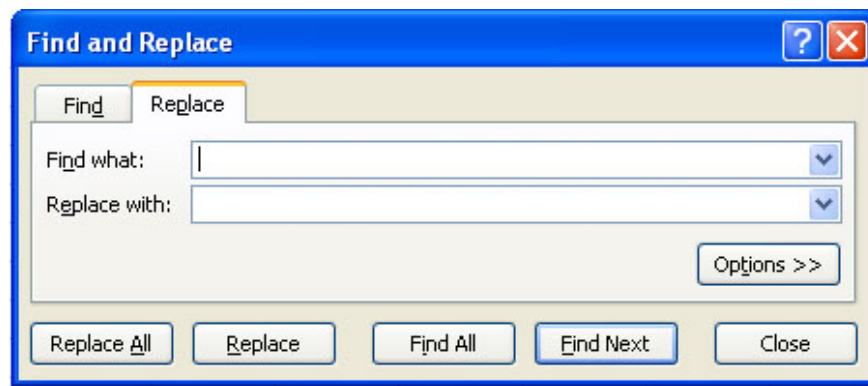 Find and Replace ?
Find Replace
Find what:
Replace with:
Options >>
Replace All Replace Find All Find Next Close